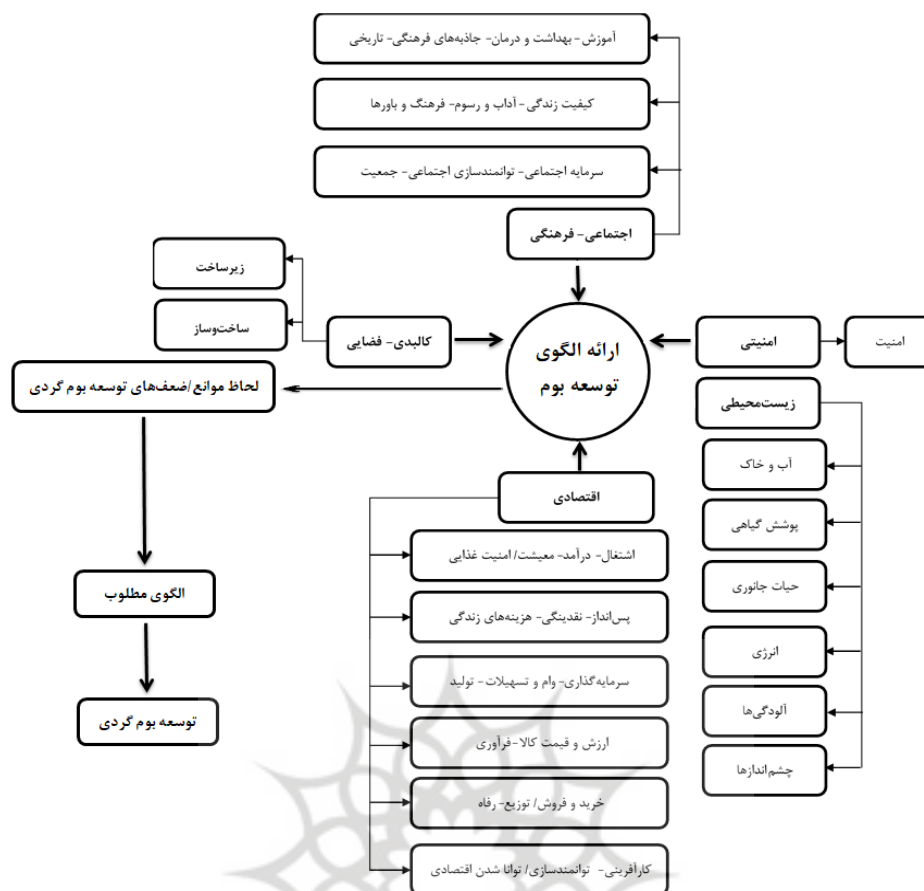 آموزش- بهداشت و درمان- جاذبه‌های فرهنگی- تاریخی
کیفیت زندگی- آداب و رسوم- فرهنگ و باورها
سرمایه اجتماعی- توانمندسازی اجتماعی- جمعیت
اجتماعی- فرهنگی
زیرساخت
ساخت‌وساز
کالبدی- فضایی
ارائه الگوی
توسعه بوم
امنیتی
امنیت
لحاظ موانع/ضعف‌های توسعه بوم گردی
زیست‌محیطی
آب و خاک
پوشش گیاهی
حیات جانوری
انرژی
آلودگی‌ها
چشم‌اندازها
اقتصادی
اشتغال- درآمد- معیشت/ امنیت غذایی
پس‌انداز- نقدینگی- هزینه‌های زندگی
سرمایه‌گذاری- وام و تسهیلات- تولید
ارزش و قیمت کالا-فرآوری
خرید و فروش/ توزیع- رفاه
کارآفرینی- توانمندسازی/ توانا شدن اقتصادی
الگوی مطلوب
توسعه بوم گردی